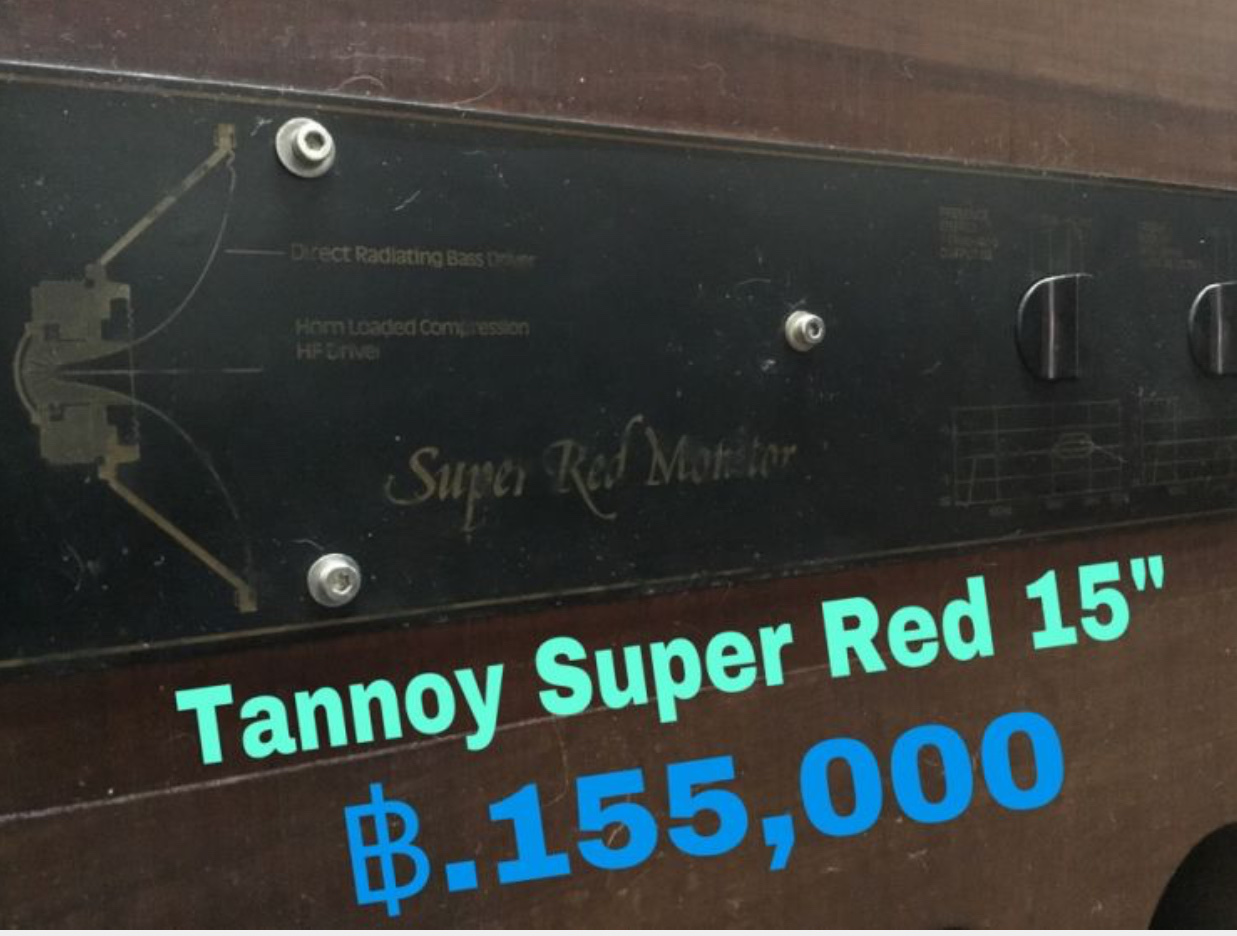 Direct Radiating Bass Driver
Horn Loaded Compression
HF Driver
Super Red Monitor
Tannoy Super Red 15"
฿.155,000